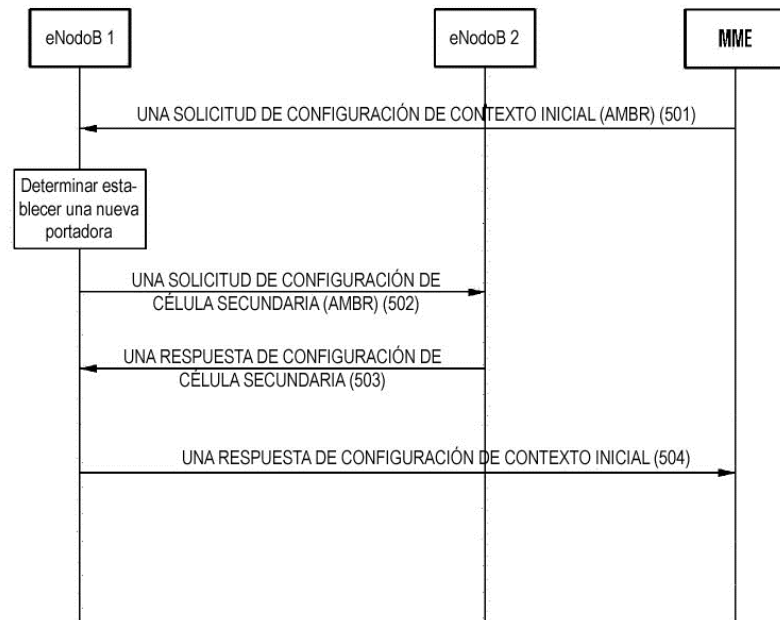 eNodoB 1
eNodoB 2
MME
UNA SOLICITUD DE CONFIGURACIÓN DE CONTEXTO INICIAL (AMBR) (501)
Determinar esta-
blecer una nueva
portadora
UNA SOLICITUD DE CONFIGURACIÓN DE
CÉLULA SECUNDARIA (AMBR) (502)
UNA RESPUESTA DE CONFIGURACIÓN DE
CÉLULA SECUNDARIA (503)
UNA RESPUESTA DE CONFIGURACIÓN DE CONTEXTO INICIAL (504)